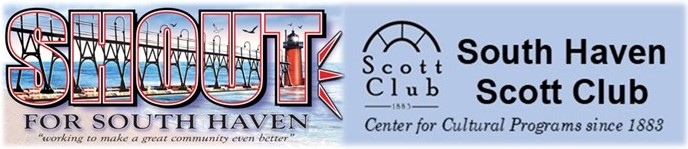 SHOUT
FOR SOUTH HAVEN
"working to make a great community even better"
Scott
Club
1883
South Haven
Scott Club
Center for Cultural Programs since 1883